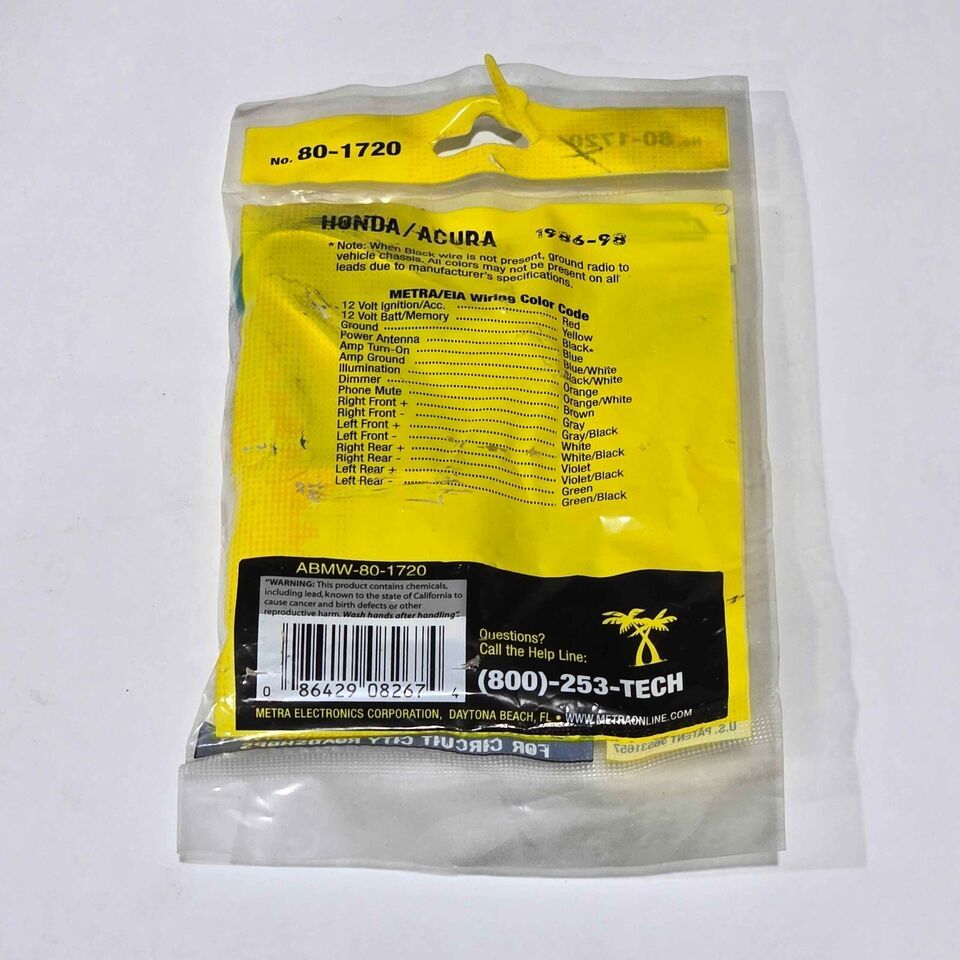 No. 80-1720
No. 80-1720
HONDA/ACURA 1986-98
*Note: When Black wire is not present, ground radio to
vehicle chassis. All colors may not be present on all
leads due to manufacturer's specifications.
METRA/EIA Wiring Color Code
12 Volt Ignition/Acc. Red
12 Volt Batt/Memory Yellow
Ground Black*
Power Antenna Blue
Amp Turn-On Blue/White
Amp Ground Black/White
Illumination Orange
Dimmer Orange/White
Phone Mute Brown
Right Front + Gray
Right Front - Gray/Black
Left Front + White
Left Front - White/Black
Right Rear + Violet
Right Rear - Violet/Black
Left Rear + Green
Left Rear - Green/Black
ABMW-80-1720
"WARNING: This product contains chemicals,
including lead, known to the state of California to
cause cancer and birth defects or other
reproductive harm. Wash hands after handling"
0 86429 08267 4
Questions?
Call the Help Line:
(800)-253-TECH
METRA ELECTRONICS CORPORATION, DAYTONA BEACH, FL • WWW.METRAONLINE.COM
FOR CIRCUIT CITY ROADSHOPS
U.S. PATENT